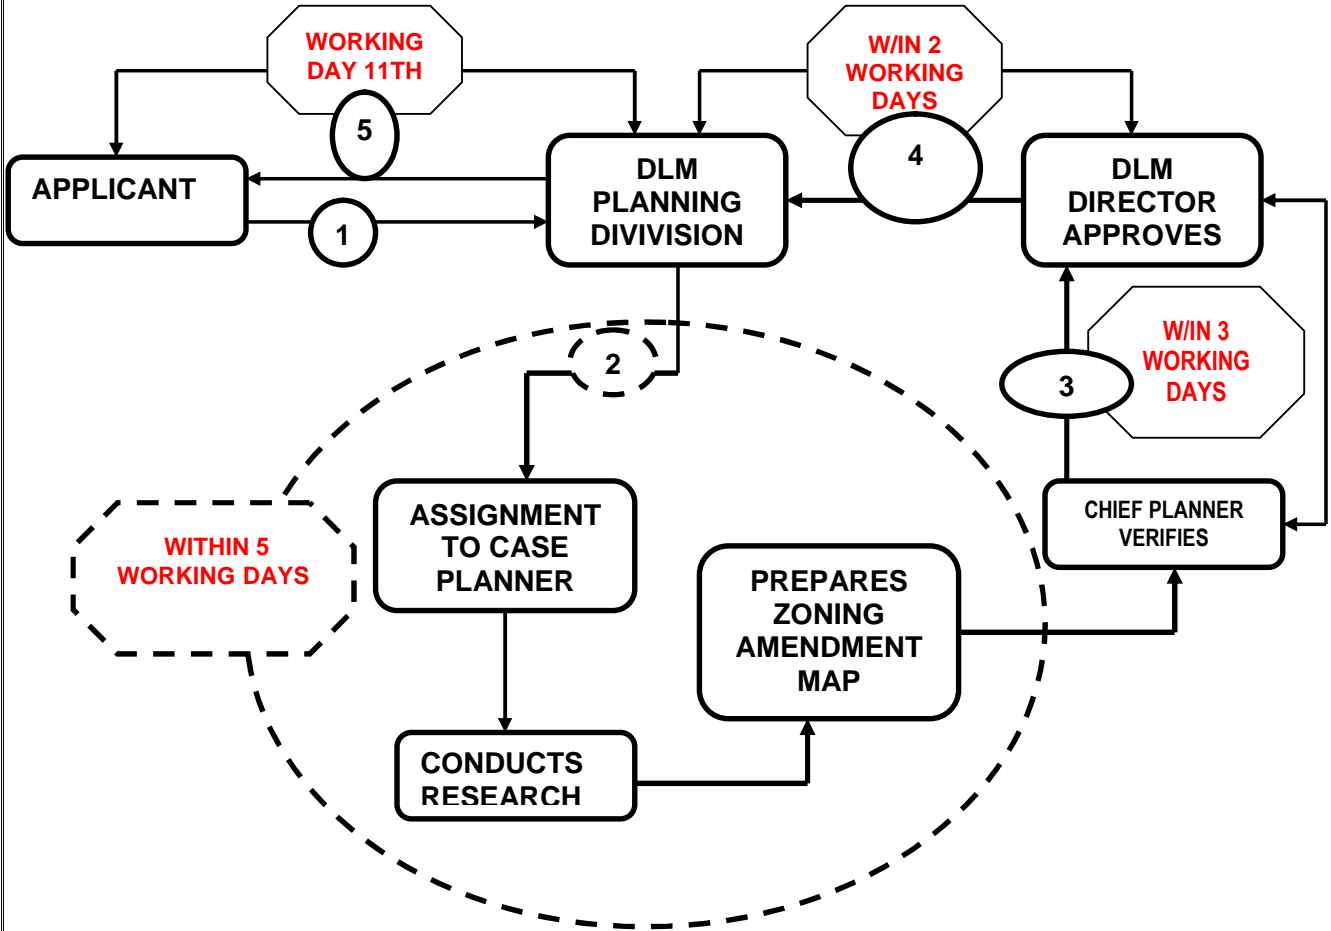 WORKING
DAY 11TH
W/IN 2
WORKING
DAYS
5
4
APPLICANT
DLM
PLANNING
DIVIVISION
DLM
DIRECTOR
APPROVES
1
2
W/IN 3
WORKING
DAYS
3
ASSIGNMENT
TO CASE
PLANNER
CHIEF PLANNER
VERIFIES
WITHIN 5
WORKING DAYS
PREPARES
ZONING
AMENDMENT
MAP
CONDUCTS
RESEARCH